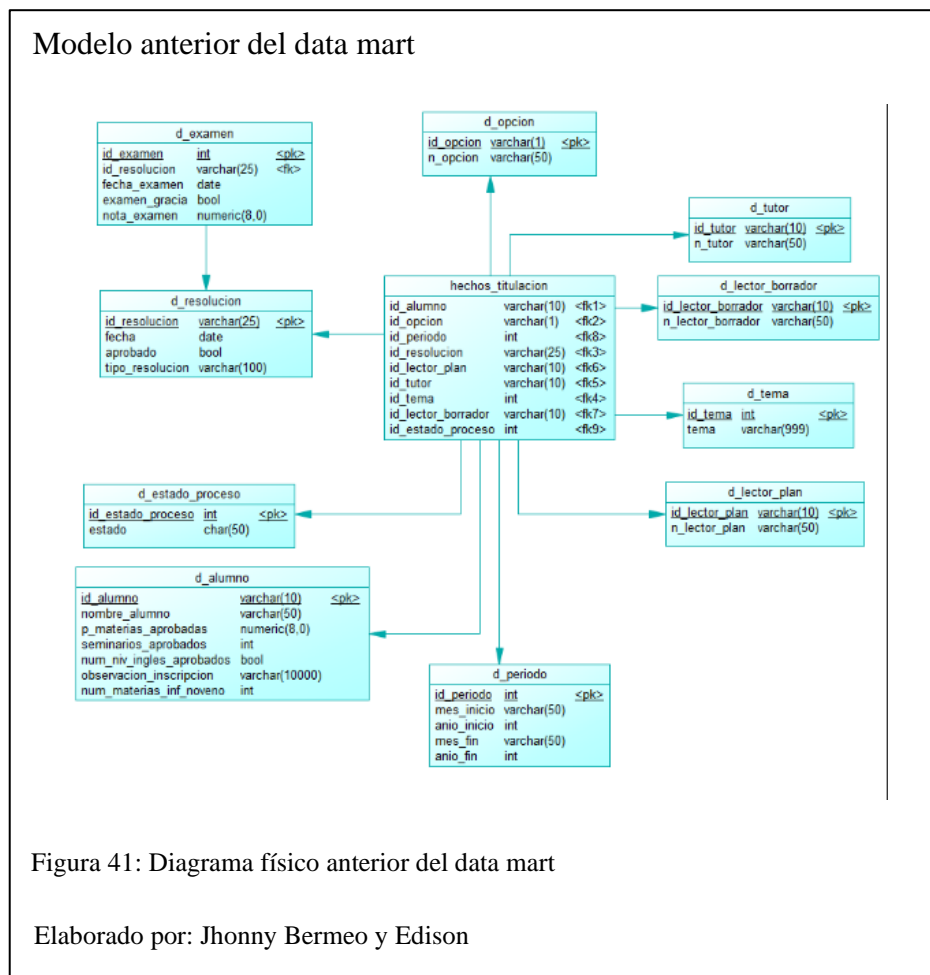 Modelo anterior del data mart
d_examen
id_examen int <pk>
id_resolucion varchar(25) <fk>
fecha_examen date
examen_gracia bool
nota_examen numeric(8,0)
d_opcion
id_opcion varchar(1) <pk>
n_opcion varchar(50)
d_tutor
id_tutor varchar(10) <pk>
n_tutor varchar(50)
d_resolucion
id_resolucion varchar(25) <pk>
fecha date
aprobado bool
tipo_resolucion varchar(100)
hechos_titulacion
id_alumno varchar(10) <fk1>
id_opcion varchar(1) <fk2>
id_periodo int <fk8>
id_resolucion varchar(25) <fk3>
id_lector_plan varchar(10) <fk6>
id_tutor varchar(10) <fk5>
id_tema int <fk4>
id_lector_borrador varchar(10) <fk7>
id_estado_proceso int <fk9>
d_lector_borrador
id_lector_borrador varchar(10) <pk>
n_lector_borrador varchar(50)
d_tema
id_tema int <pk>
tema varchar(999)
d_estado_proceso
id_estado_proceso int <pk>
estado char(50)
d_lector_plan
id_lector_plan varchar(10) <pk>
n_lector_plan varchar(50)
d_alumno
id_alumno varchar(10) <pk>
nombre_alumno varchar(50)
p_materias_aprobadas numeric(8,0)
seminarios_aprobados int
num_niv_ingles_aprobados bool
observacion_inscripcion varchar(10000)
num_materias_inf_noveno int
d_periodo
id_periodo int <pk>
mes_inicio varchar(50)
anio_inicio int
mes_fin varchar(50)
anio_fin int
Figura 41: Diagrama físico anterior del data mart
Elaborado por: Jhonny Bermeo y Edison